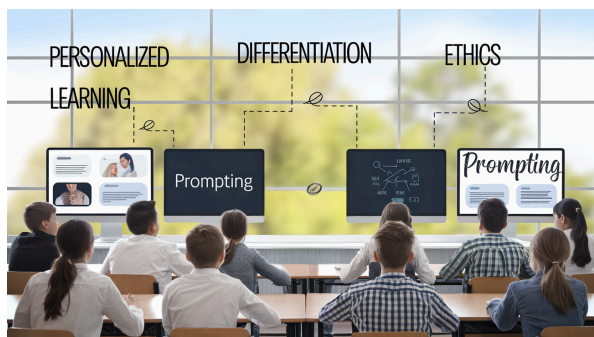 PERSONALIZED
LEARNING
DIFFERENTIATION
ETHICS
Prompting
Prompting